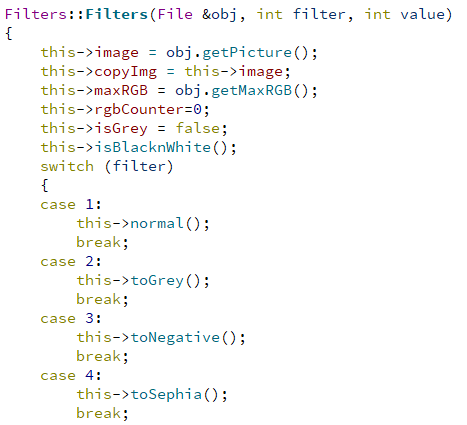 Filters::Filters(File &obj, int filter, int value)
{
    this->image = obj.getPicture();
    this->copyImg = this->image;
    this->maxRGB = obj.getMaxRGB();
    this->rgbCounter=0;
    this->isGrey = false;
    this->isBlacknWhite();
    switch (filter)
    {
    case 1:
        this->normal();
        break;
    case 2:
        this->toGrey();
        break;
    case 3:
        this->toNegative();
        break;
    case 4:
        this->toSephia();
        break;